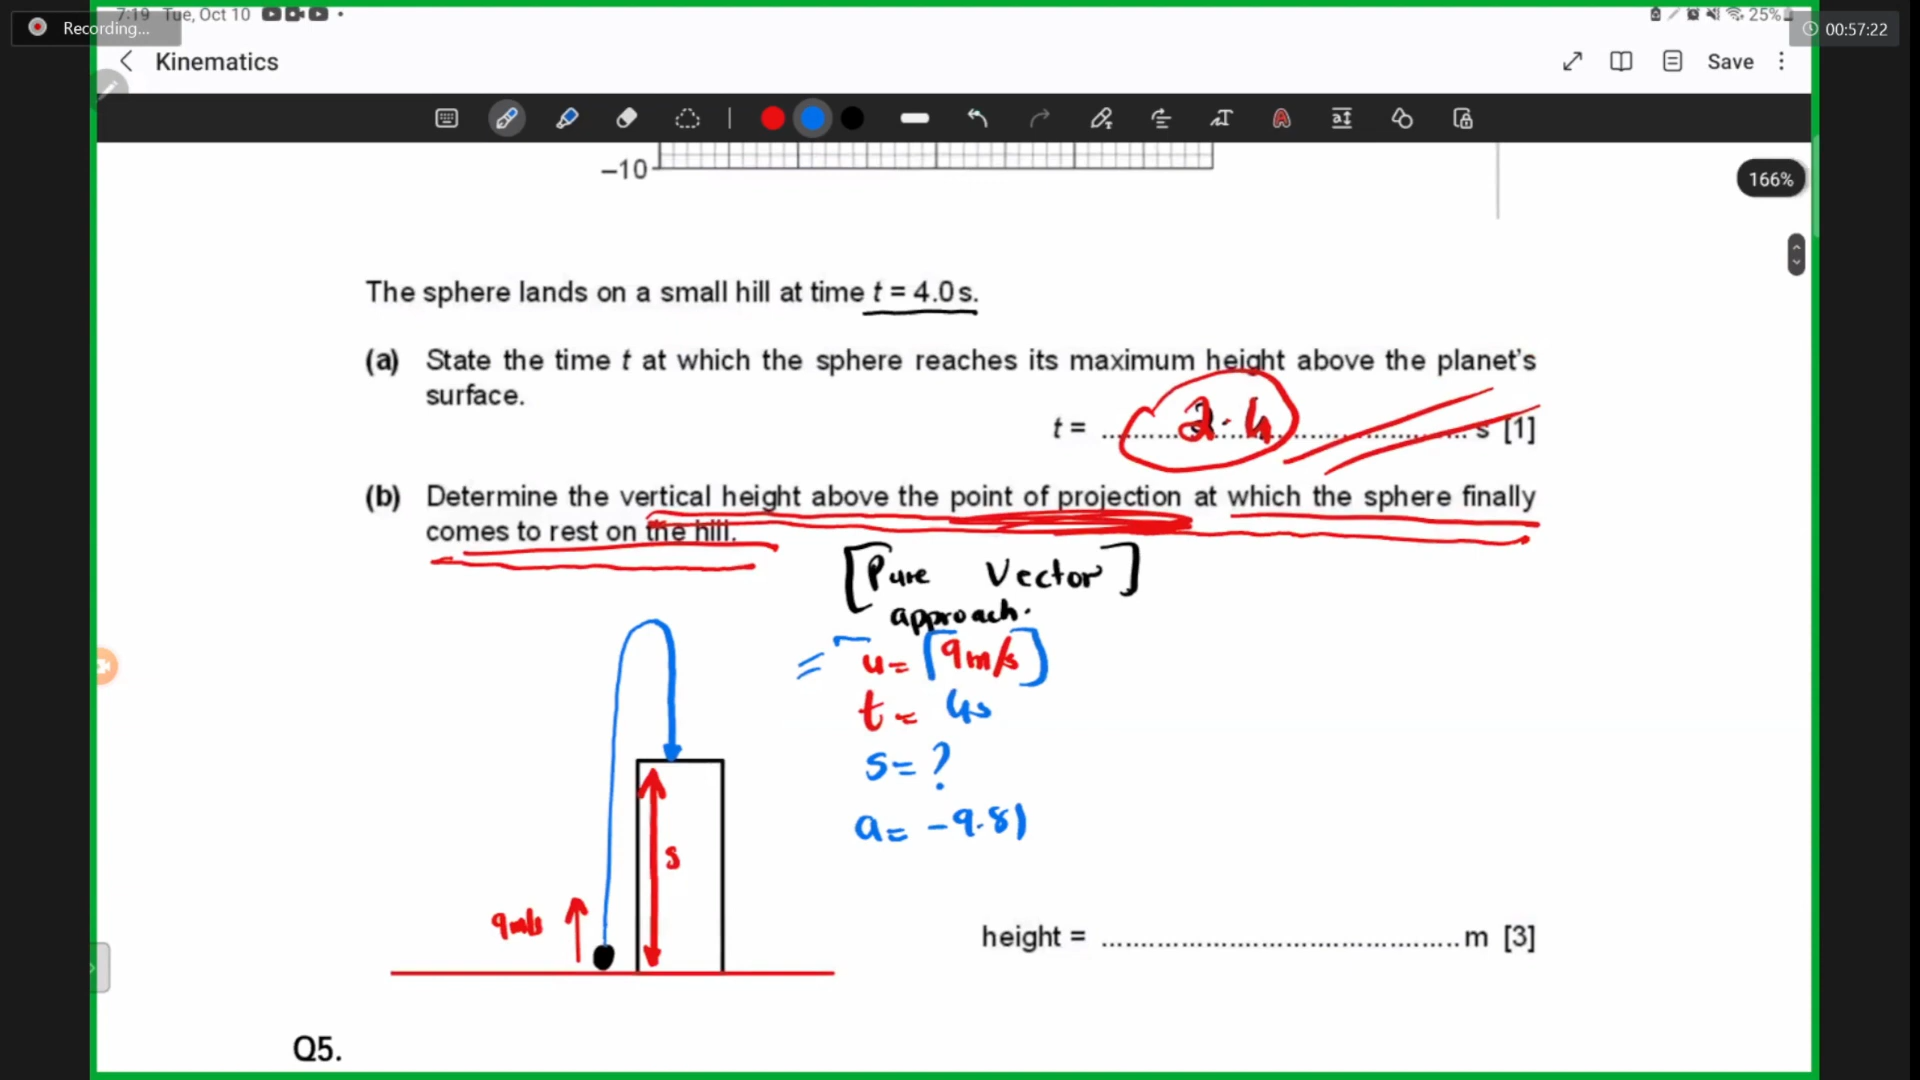 7:19 Tue, Oct 10
25%
Recording...
00:57:22
Kinematics
Save
166%
–10
The sphere lands on a small hill at time t = 4.0 s.
(a) State the time t at which the sphere reaches its maximum height above the planet's
surface.
t = .......... 2.4 .......... s [1]
(b) Determine the vertical height above the point of projection at which the sphere finally
comes to rest on the hill.
[Pure Vector]
approach.
= u = [9m/s]
t = 4s
s = ?
a = -9.81
s
9m/s
height = .................................................. m [3]
Q5.